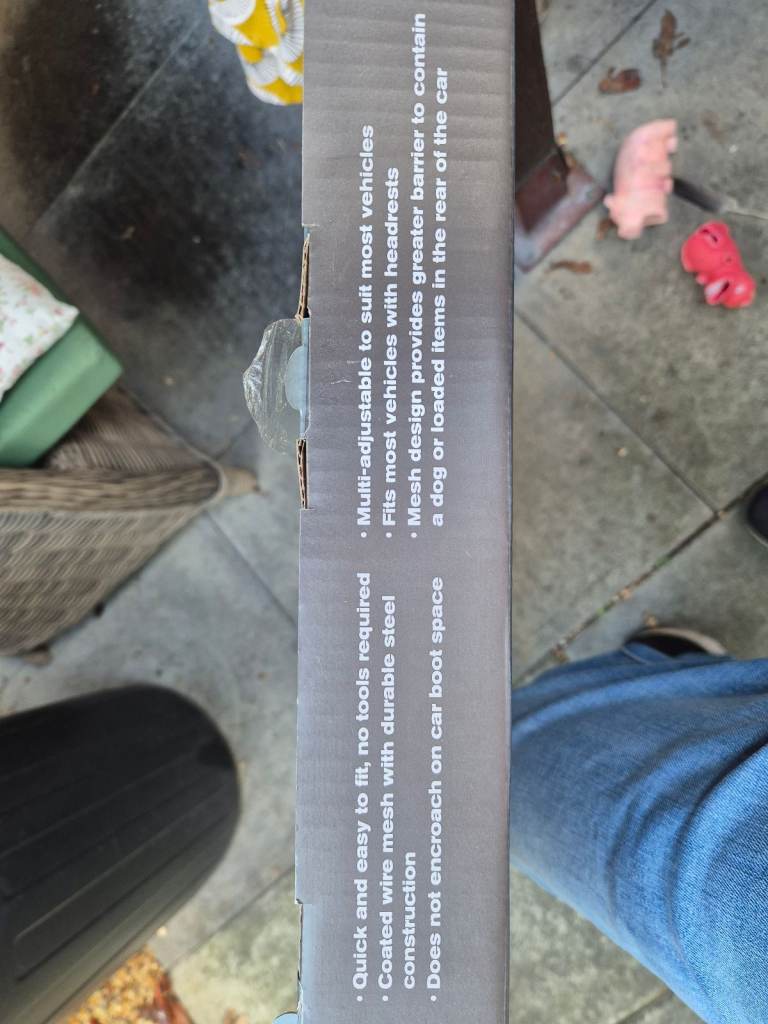 • Quick and easy to fit, no tools required
• Coated wire mesh with durable steel
construction
• Does not encroach on car boot space
• Multi-adjustable to suit most vehicles
• Fits most vehicles with headrests
• Mesh design provides greater barrier to contain
a dog or loaded items in the rear of the car